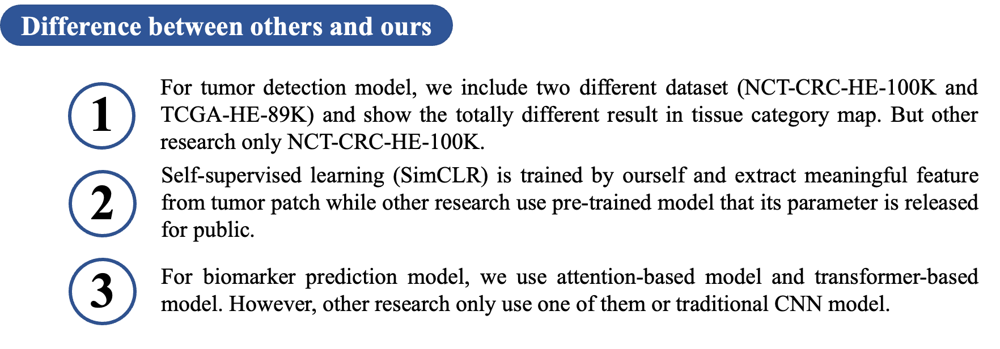 Difference between others and ours
1
For tumor detection model, we include two different dataset (NCT-CRC-HE-100K and
TCGA-HE-89K) and show the totally different result in tissue category map. But other
research only NCT-CRC-HE-100K.
2
Self-supervised learning (SimCLR) is trained by ourself and extract meaningful feature
from tumor patch while other research use pre-trained model that its parameter is released
for public.
3
For biomarker prediction model, we use attention-based model and transformer-based
model. However, other research only use one of them or traditional CNN model.